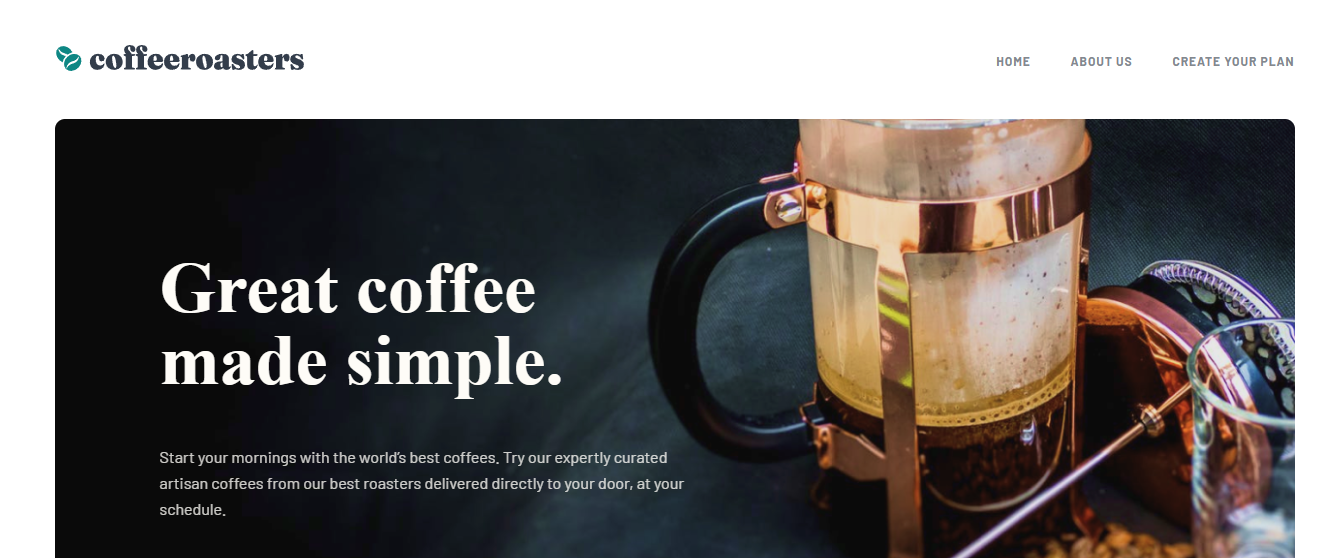 coffeeroasters
HOME ABOUT US CREATE YOUR PLAN
Great coffee
made simple.
Start your mornings with the world’s best coffees. Try our expertly curated
artisan coffees from our best roasters delivered directly to your door, at your
schedule.